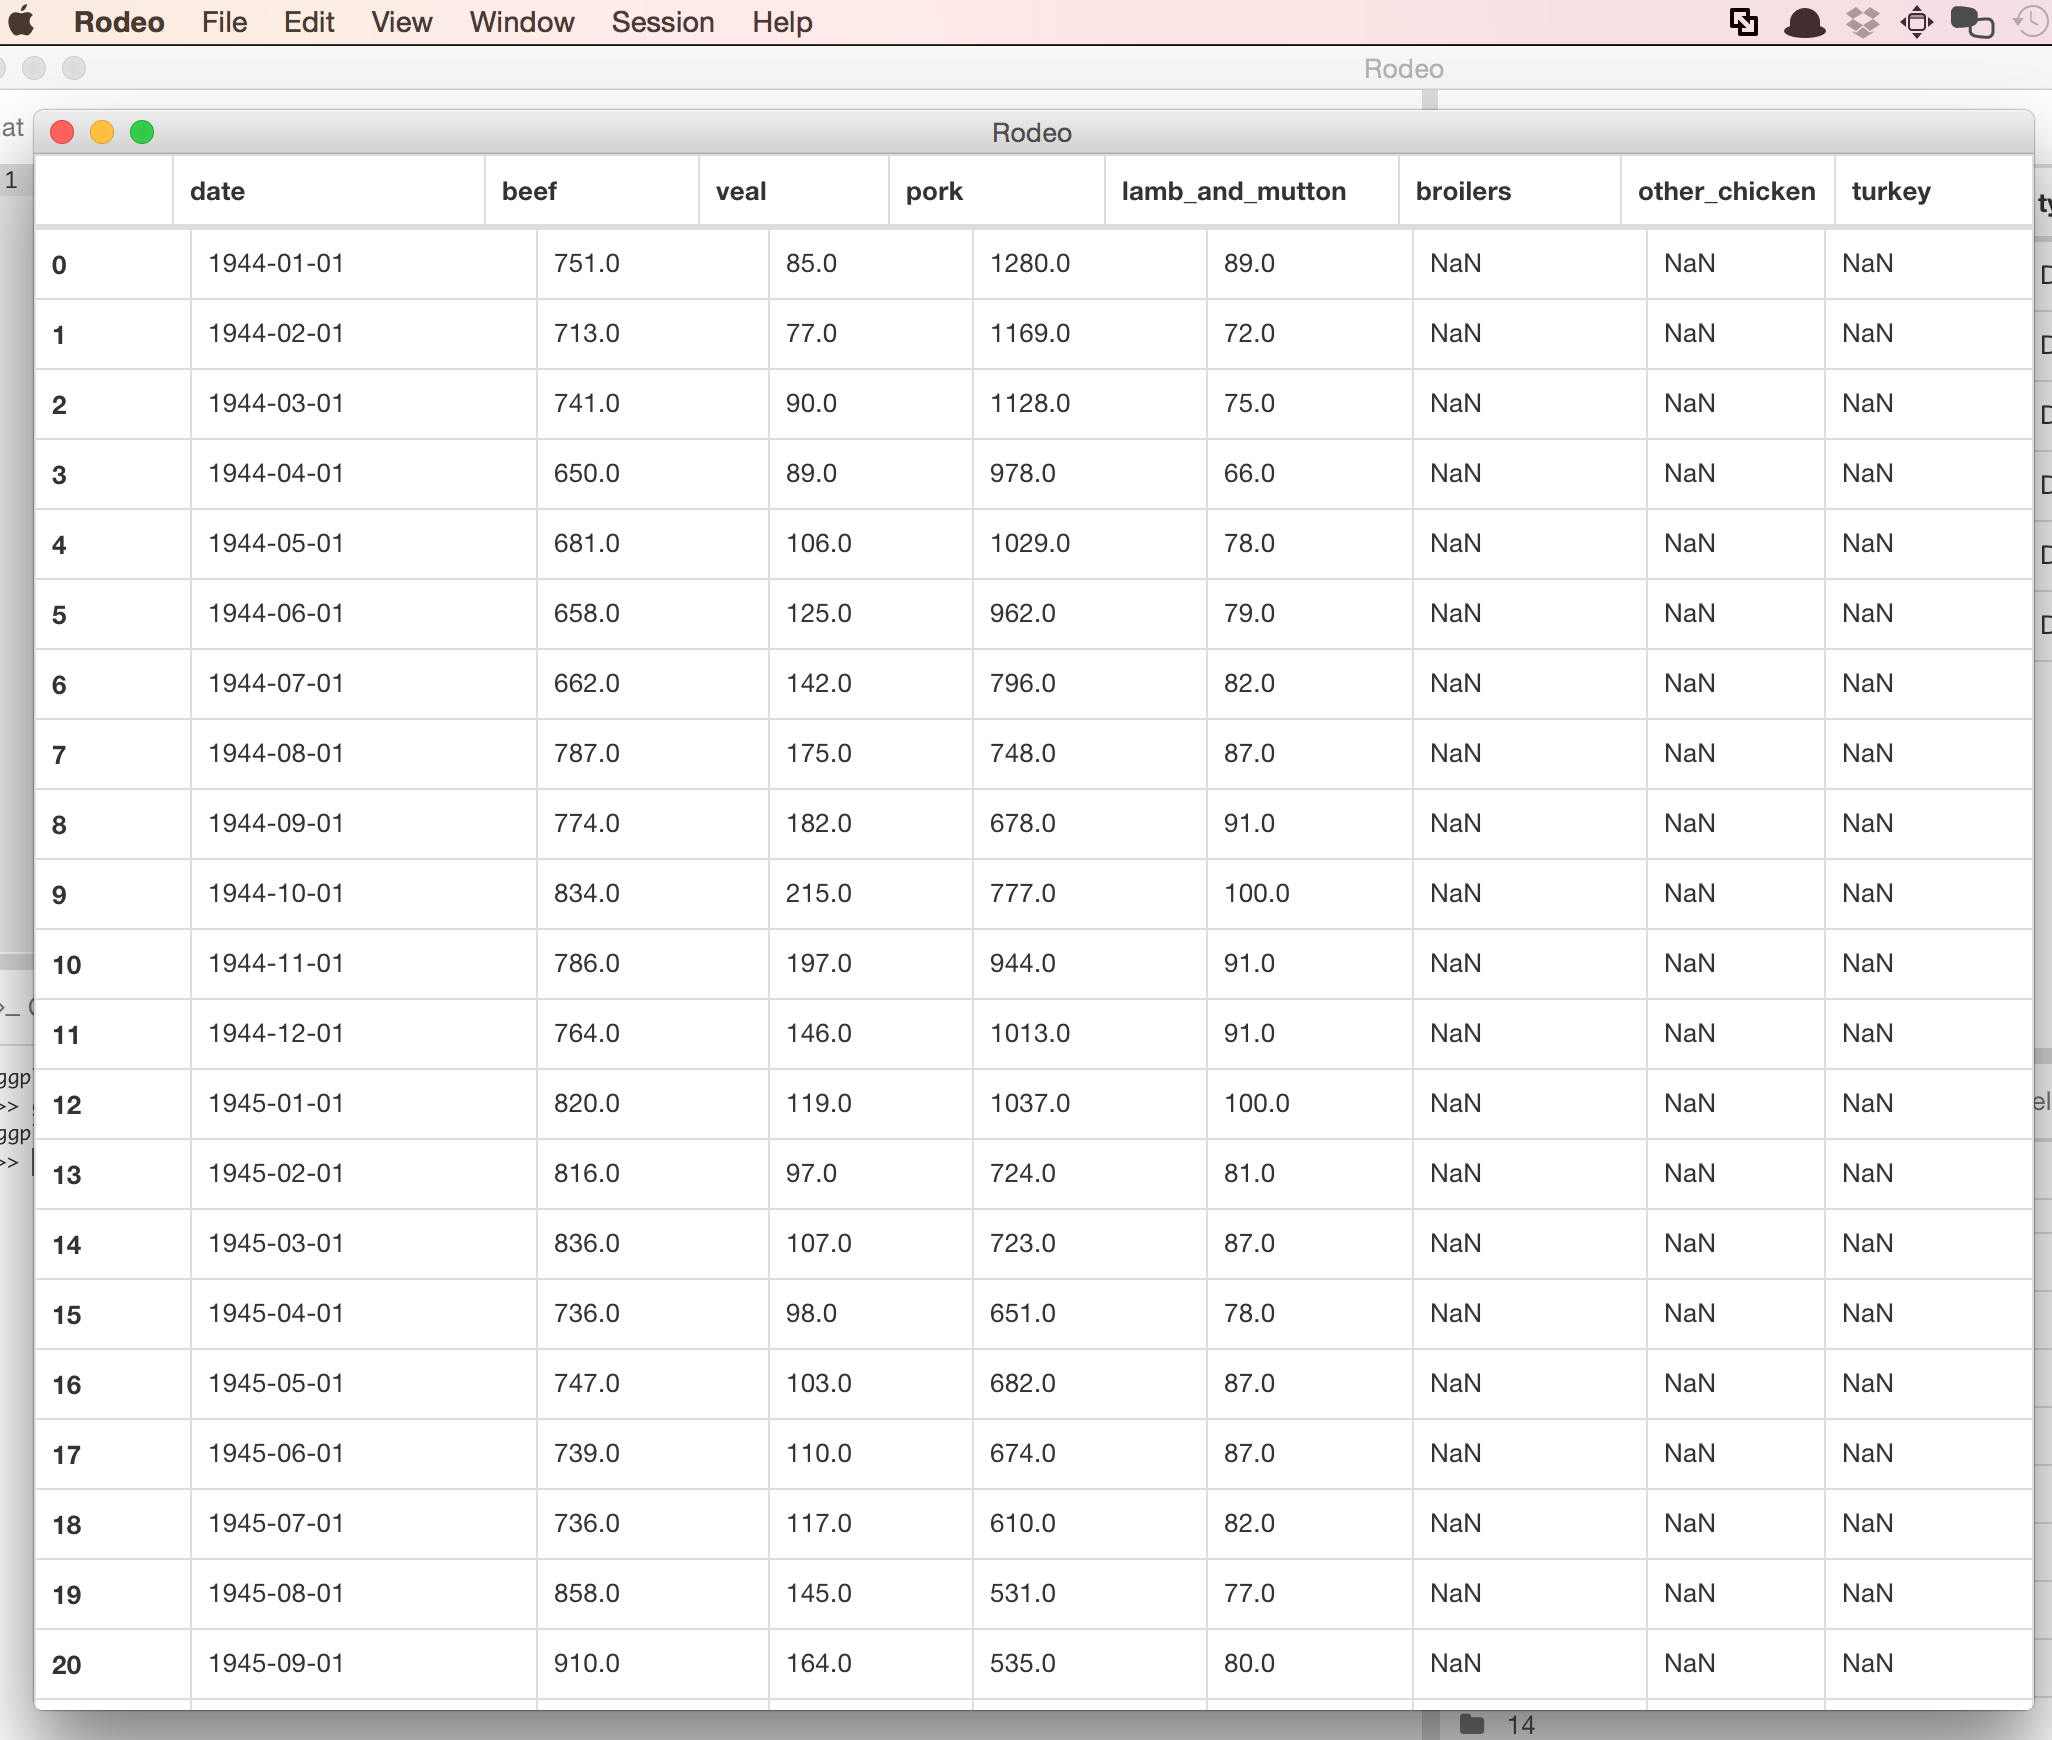 Rodeo File Edit View Window Session Help
Rodeo
at
Rodeo
1
date beef veal pork lamb_and_mutton broilers other_chicken turkey
0 1944-01-01 751.0 85.0 1280.0 89.0 NaN NaN NaN
1 1944-02-01 713.0 77.0 1169.0 72.0 NaN NaN NaN
2 1944-03-01 741.0 90.0 1128.0 75.0 NaN NaN NaN
3 1944-04-01 650.0 89.0 978.0 66.0 NaN NaN NaN
4 1944-05-01 681.0 106.0 1029.0 78.0 NaN NaN NaN
5 1944-06-01 658.0 125.0 962.0 79.0 NaN NaN NaN
6 1944-07-01 662.0 142.0 796.0 82.0 NaN NaN NaN
7 1944-08-01 787.0 175.0 748.0 87.0 NaN NaN NaN
8 1944-09-01 774.0 182.0 678.0 91.0 NaN NaN NaN
9 1944-10-01 834.0 215.0 777.0 100.0 NaN NaN NaN
10 1944-11-01 786.0 197.0 944.0 91.0 NaN NaN NaN
11 1944-12-01 764.0 146.0 1013.0 91.0 NaN NaN NaN
12 1945-01-01 820.0 119.0 1037.0 100.0 NaN NaN NaN
13 1945-02-01 816.0 97.0 724.0 81.0 NaN NaN NaN
14 1945-03-01 836.0 107.0 723.0 87.0 NaN NaN NaN
15 1945-04-01 736.0 98.0 651.0 78.0 NaN NaN NaN
16 1945-05-01 747.0 103.0 682.0 87.0 NaN NaN NaN
17 1945-06-01 739.0 110.0 674.0 87.0 NaN NaN NaN
18 1945-07-01 736.0 117.0 610.0 82.0 NaN NaN NaN
19 1945-08-01 858.0 145.0 531.0 77.0 NaN NaN NaN
20 1945-09-01 910.0 164.0 535.0 80.0 NaN NaN NaN
14